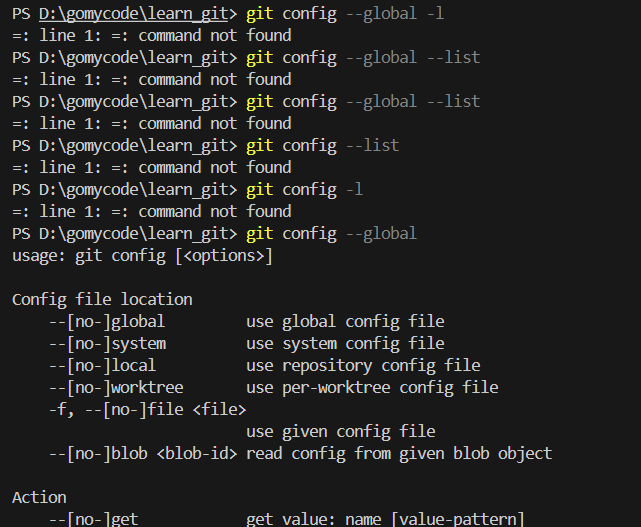 PS D:\gomycode\learn_git> git config --global -l
=: line 1: =: command not found
PS D:\gomycode\learn_git> git config --global --list
=: line 1: =: command not found
PS D:\gomycode\learn_git> git config --global --list
=: line 1: =: command not found
PS D:\gomycode\learn_git> git config --list
=: line 1: =: command not found
PS D:\gomycode\learn_git> git config -l
=: line 1: =: command not found
PS D:\gomycode\learn_git> git config --global
usage: git config [<options>]

Config file location
    --[no-]global         use global config file
    --[no-]system         use system config file
    --[no-]local          use repository config file
    --[no-]worktree       use per-worktree config file
    -f, --[no-]file <file>
                          use given config file
    --[no-]blob <blob-id> read config from given blob object

Action
    --[no-]get            get value: name [value-pattern]